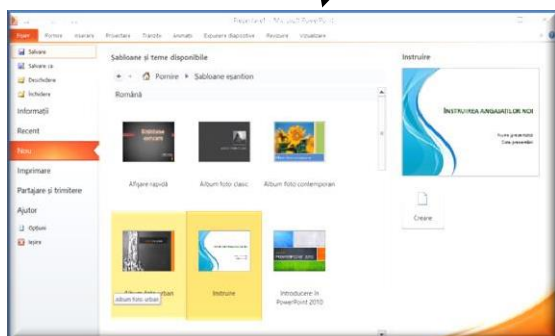 Prezentare1 - Microsoft PowerPoint
Fișier Pornire Inserare Proiectare Tranziții Animații Expunere diapozitive Revizuire Vizualizare
Salvare
Salvare ca
Deschidere
Închidere
Informații
Recent
Nou
Imprimare
Partajare și trimitere
Ajutor
Opțiuni
Ieșire
Șabloane și teme disponibile
Pornire Șabloane eșantion
Română
Afișare rapidă
Album foto clasic
Album foto contemporan
Album foto urban
Album foto urban
Instruire
Introducere în
PowerPoint 2010
Instruire
INSTRUIREA ANGAJAȚILOR NOI
Nume prezentator
Data prezentării
Creare